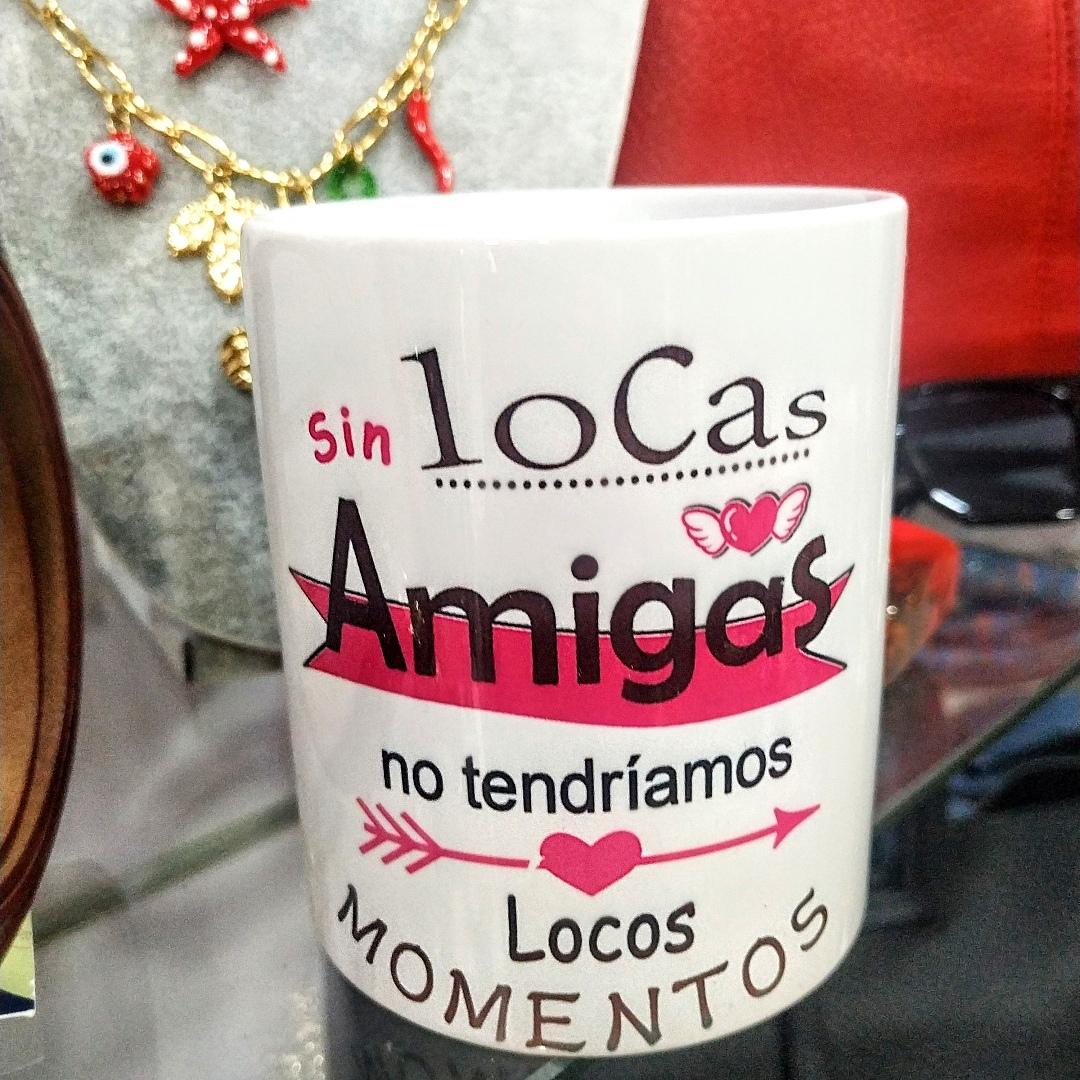 sin loCas
Amigas
no tendríamos
Locos
MOMENTOS